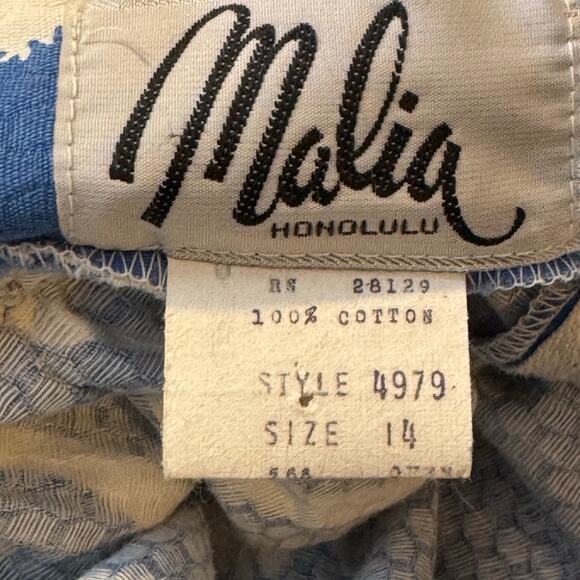 Malia
HONOLULU
RN 28129
100% COTTON
STYLE 4979
SIZE 14